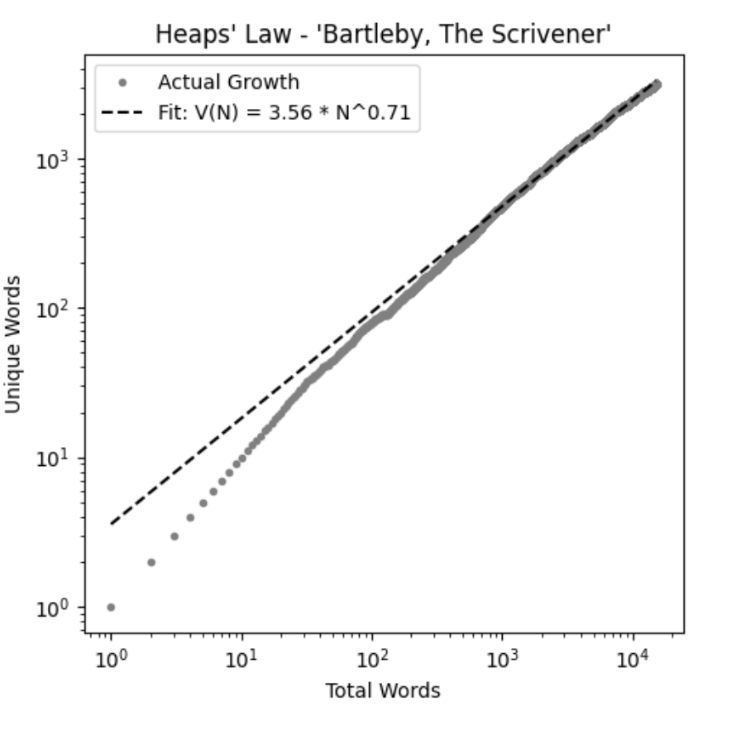 Heaps' Law - 'Bartleby, The Scrivener'
Actual Growth
Fit: V(N) = 3.56 * N^0.71
Unique Words
10³
10²
10¹
10⁰
10⁰ 10¹ 10² 10³ 10⁴
Total Words